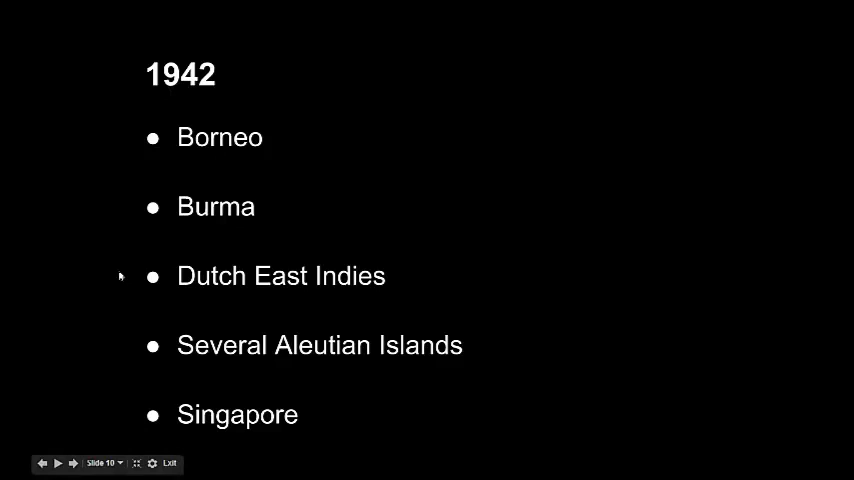 1942
● Borneo
● Burma
● Dutch East Indies
● Several Aleutian Islands
● Singapore
Slide 10 Exit